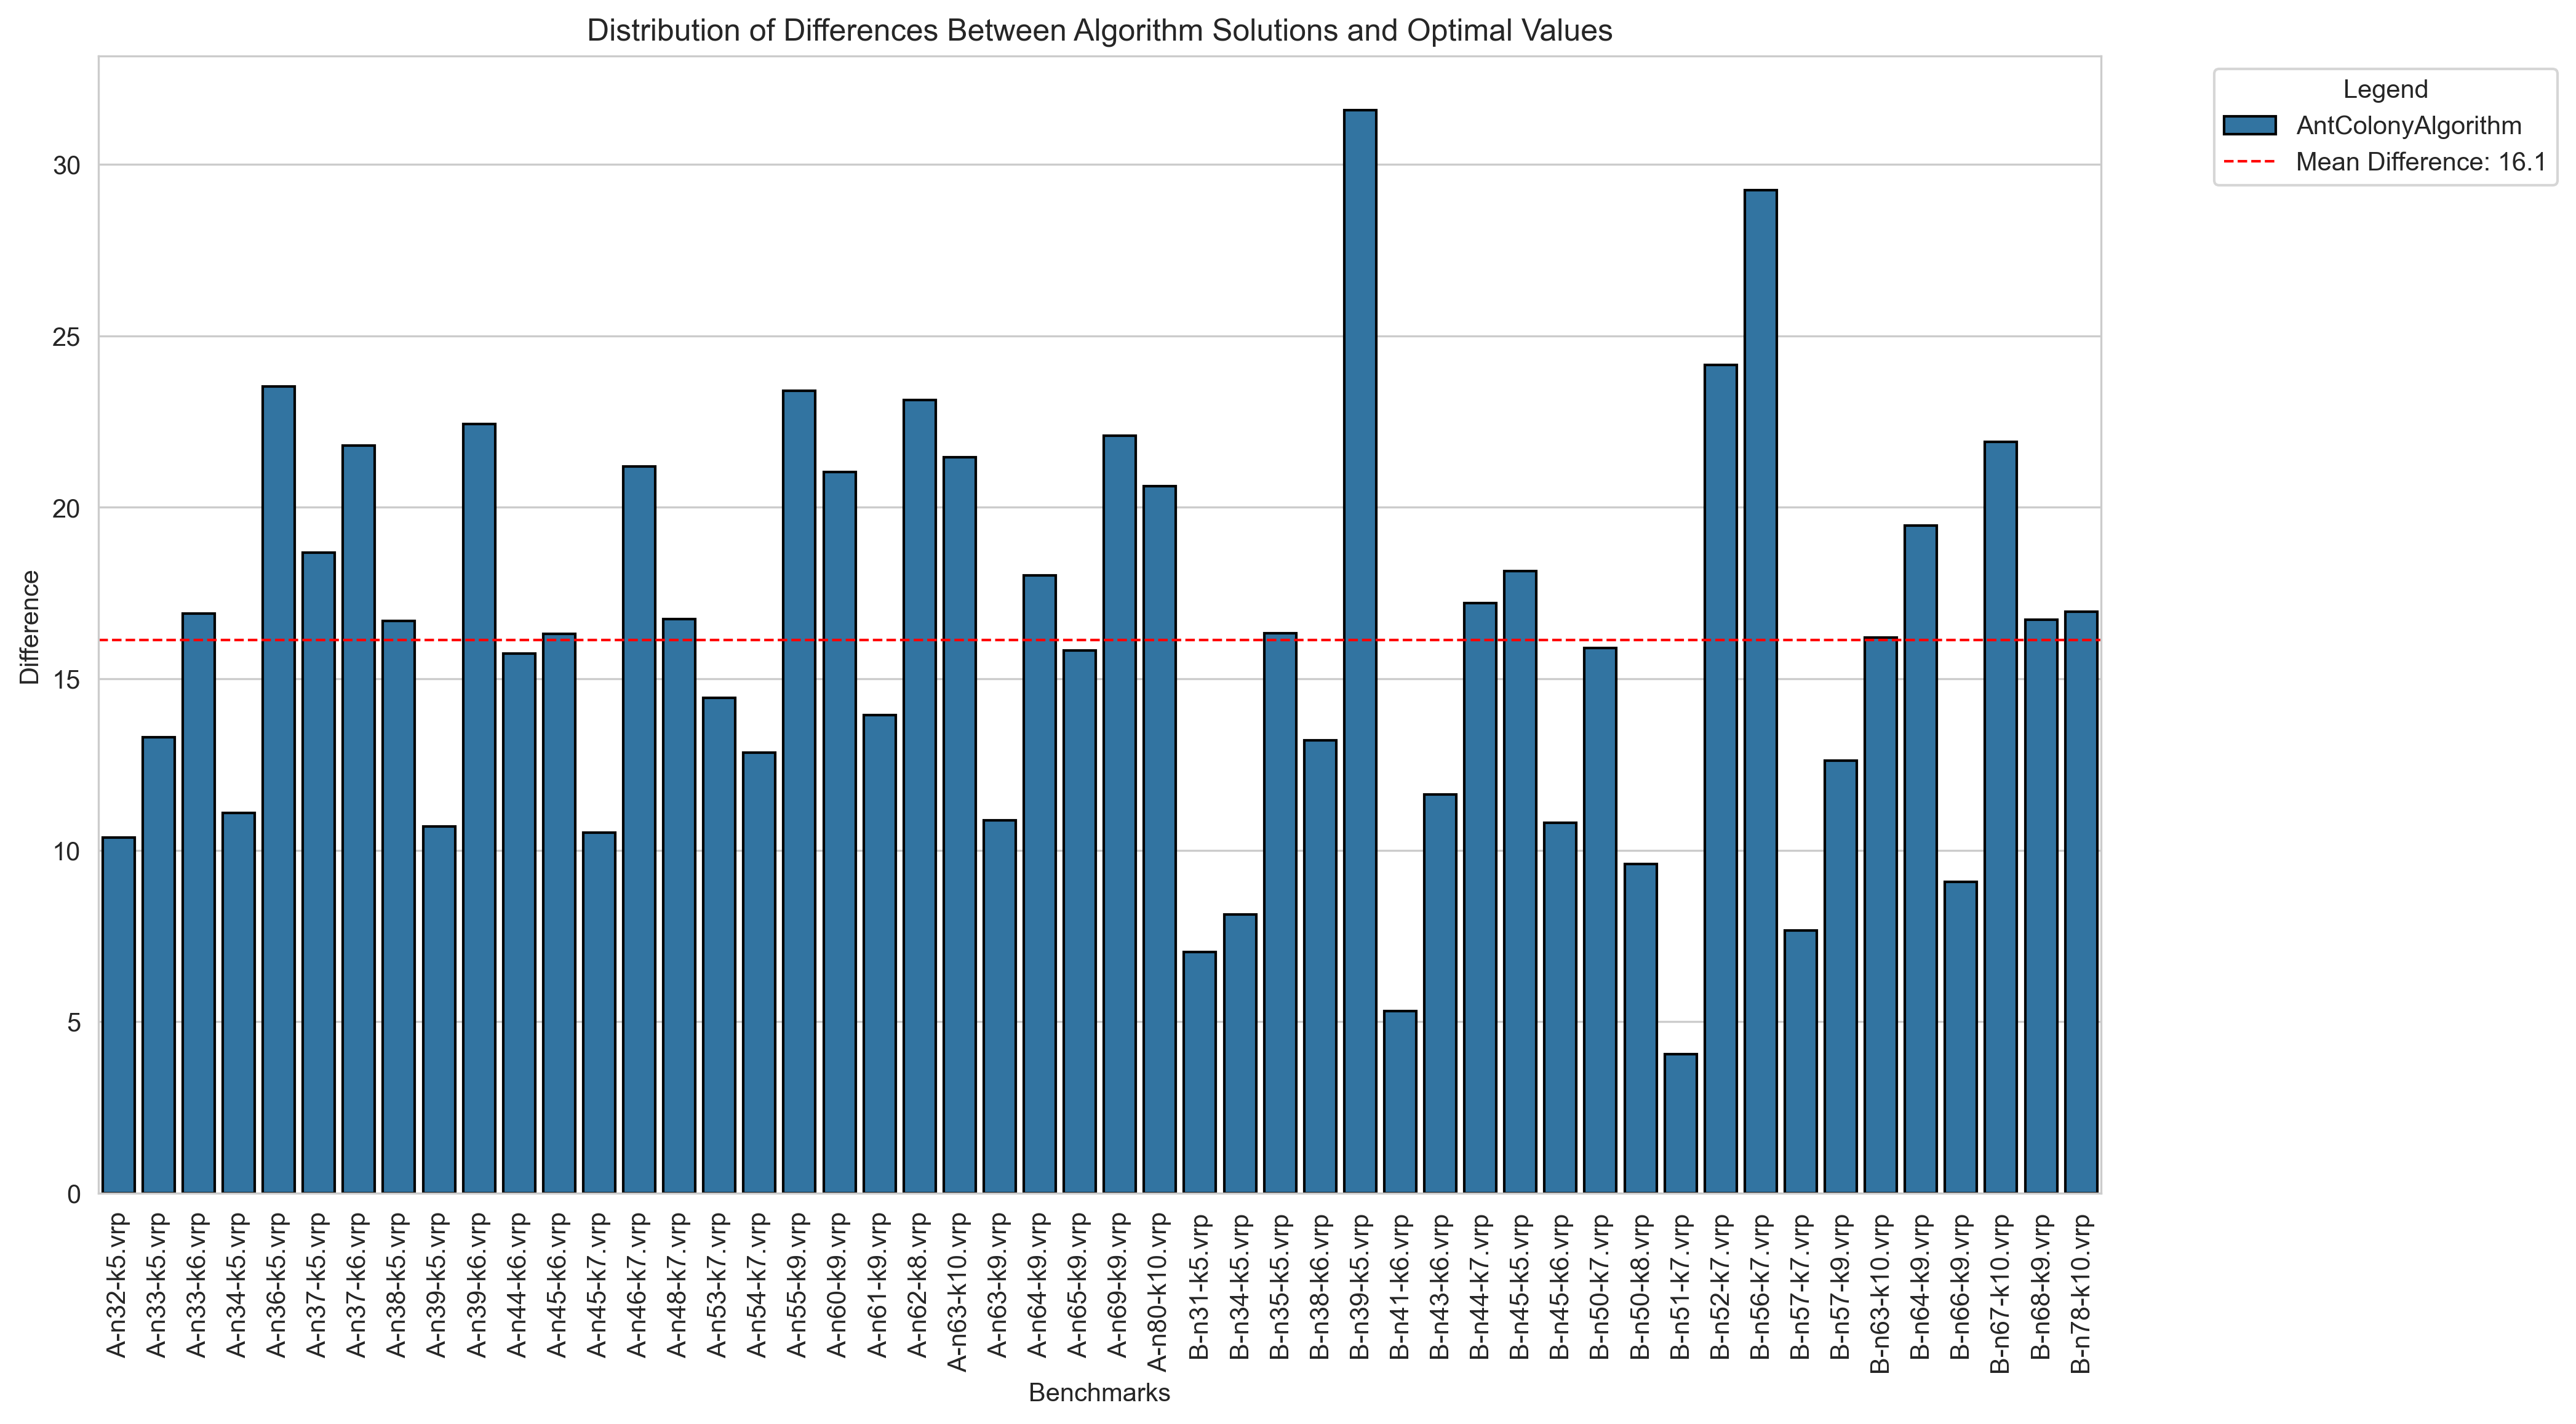 Distribution of Differences Between Algorithm Solutions and Optimal Values
Legend
AntColonyAlgorithm
Mean Difference: 16.1
Difference
30
25
20
15
10
5
0
A-n32-k5.vrp
A-n33-k5.vrp
A-n33-k6.vrp
A-n34-k5.vrp
A-n36-k5.vrp
A-n37-k5.vrp
A-n37-k6.vrp
A-n38-k5.vrp
A-n39-k5.vrp
A-n39-k6.vrp
A-n44-k6.vrp
A-n45-k6.vrp
A-n45-k7.vrp
A-n46-k7.vrp
A-n48-k7.vrp
A-n53-k7.vrp
A-n54-k7.vrp
A-n55-k9.vrp
A-n60-k9.vrp
A-n61-k9.vrp
A-n62-k8.vrp
A-n63-k10.vrp
A-n63-k9.vrp
A-n64-k9.vrp
A-n65-k9.vrp
A-n69-k9.vrp
A-n80-k10.vrp
B-n31-k5.vrp
B-n34-k5.vrp
B-n35-k5.vrp
B-n38-k6.vrp
B-n39-k5.vrp
B-n41-k6.vrp
B-n43-k6.vrp
B-n44-k7.vrp
B-n45-k5.vrp
B-n45-k6.vrp
B-n50-k7.vrp
B-n50-k8.vrp
B-n51-k7.vrp
B-n52-k7.vrp
B-n56-k7.vrp
B-n57-k7.vrp
B-n57-k9.vrp
B-n63-k10.vrp
B-n64-k9.vrp
B-n66-k9.vrp
B-n67-k10.vrp
B-n68-k9.vrp
B-n78-k10.vrp
Benchmarks